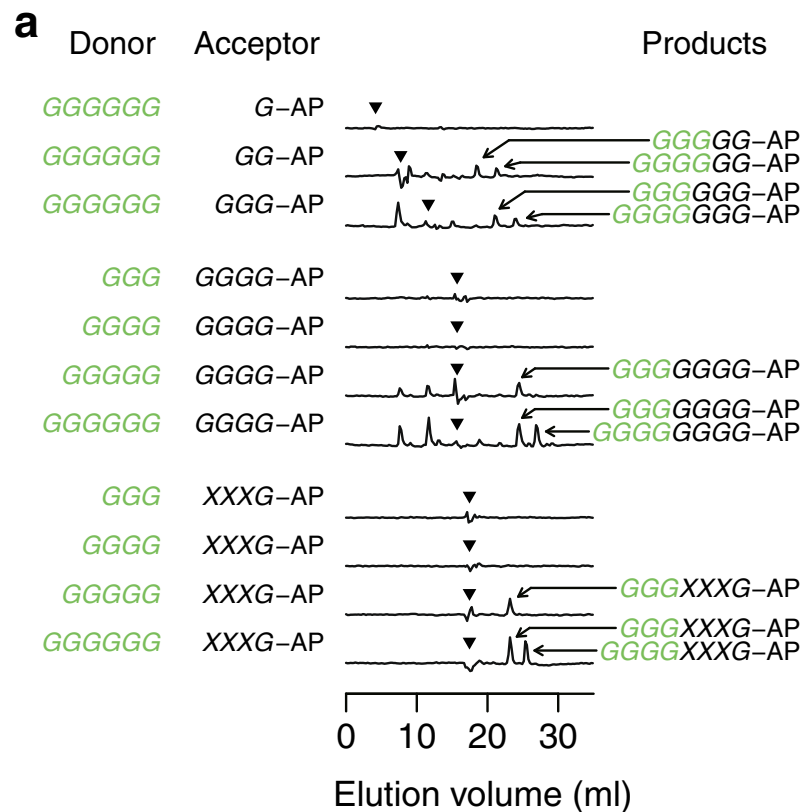 a
Donor Acceptor Products
GGGGGG G–AP
GGGGGG GG–AP GGGGG–AP
GGGGGG–AP
GGGGGG GGG–AP GGGGGG–AP
GGGGGGG–AP
GGG GGGG–AP
GGGG GGGG–AP
GGGGG GGGG–AP GGGGGGG–AP
GGGGGG GGGG–AP GGGGGGG–AP
GGGGGGGG–AP
GGG XXXG–AP
GGGG XXXG–AP
GGGGG XXXG–AP GGGXXXG–AP
GGGGGG XXXG–AP GGGXXXG–AP
GGGGXXXG–AP
0 10 20 30
Elution volume (ml)